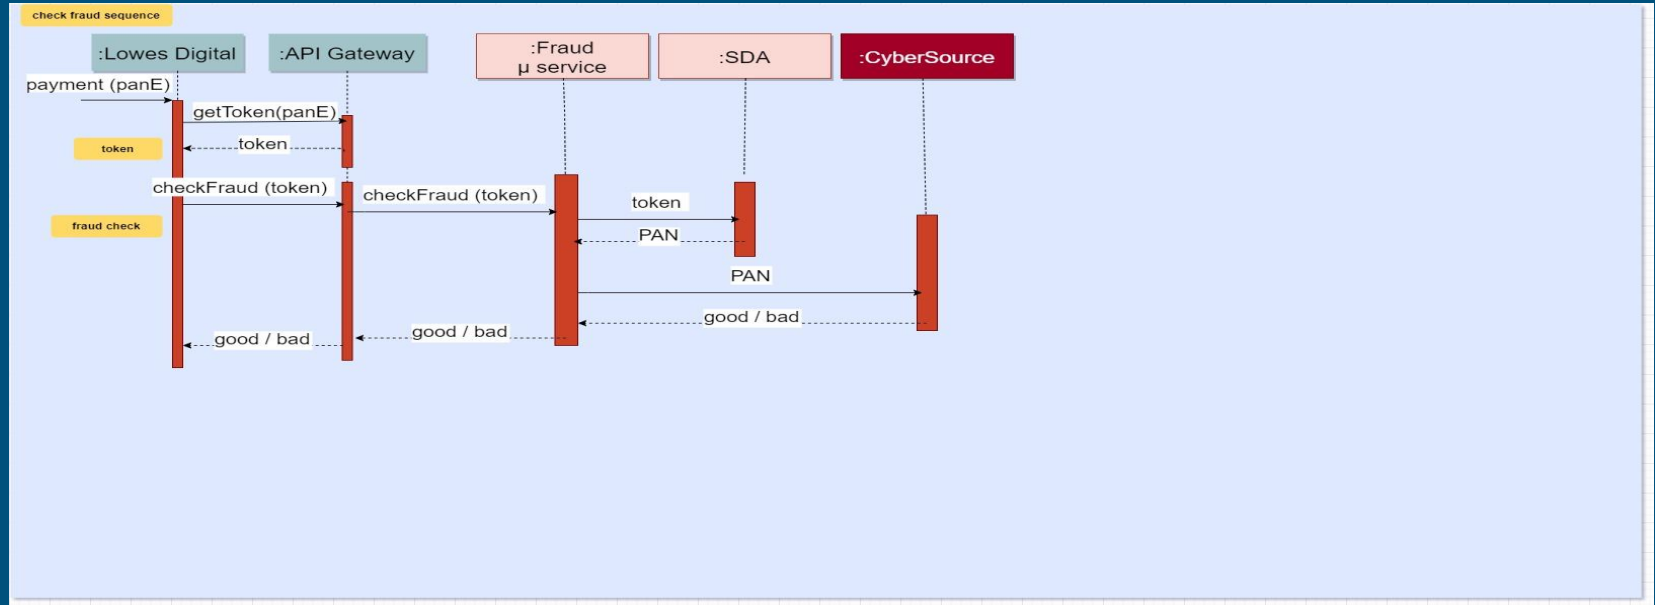 check fraud sequence
:Lowes Digital
:API Gateway
:Fraud
μ service
:SDA
:CyberSource
payment (panE)
getToken(panE)
token
token
checkFraud (token)
checkFraud (token)
token
fraud check
PAN
PAN
good / bad
good / bad
good / bad